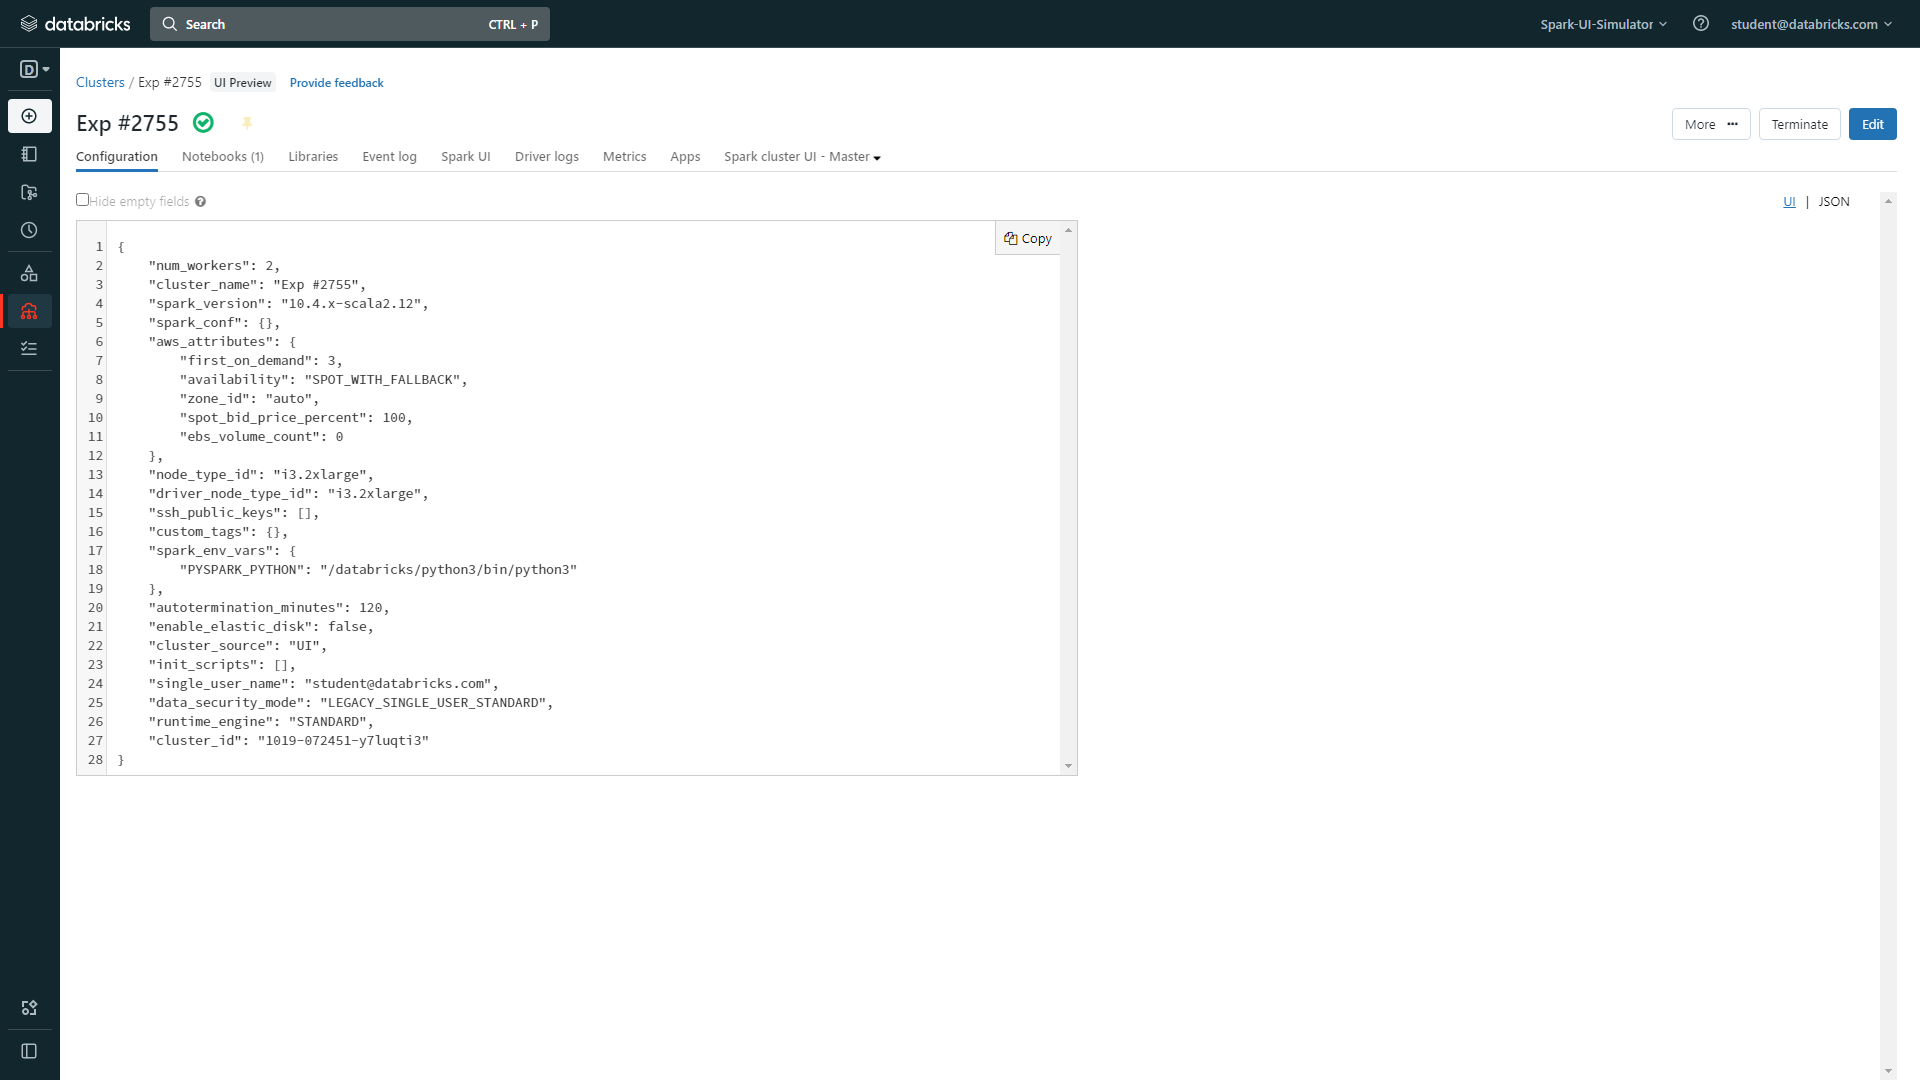 databricks
Search CTRL + P
Spark-UI-Simulator
student@databricks.com
D
Clusters / Exp #2755 UI Preview Provide feedback
Exp #2755
More Terminate Edit
Configuration Notebooks (1) Libraries Event log Spark UI Driver logs Metrics Apps Spark cluster UI - Master
Hide empty fields
UI | JSON
Copy
1 {
2 "num_workers": 2,
3 "cluster_name": "Exp #2755",
4 "spark_version": "10.4.x-scala2.12",
5 "spark_conf": {},
6 "aws_attributes": {
7 "first_on_demand": 3,
8 "availability": "SPOT_WITH_FALLBACK",
9 "zone_id": "auto",
10 "spot_bid_price_percent": 100,
11 "ebs_volume_count": 0
12 },
13 "node_type_id": "i3.2xlarge",
14 "driver_node_type_id": "i3.2xlarge",
15 "ssh_public_keys": [],
16 "custom_tags": {},
17 "spark_env_vars": {
18 "PYSPARK_PYTHON": "/databricks/python3/bin/python3"
19 },
20 "autotermination_minutes": 120,
21 "enable_elastic_disk": false,
22 "cluster_source": "UI",
23 "init_scripts": [],
24 "single_user_name": "student@databricks.com",
25 "data_security_mode": "LEGACY_SINGLE_USER_STANDARD",
26 "runtime_engine": "STANDARD",
27 "cluster_id": "1019-072451-y7luqti3"
28 }